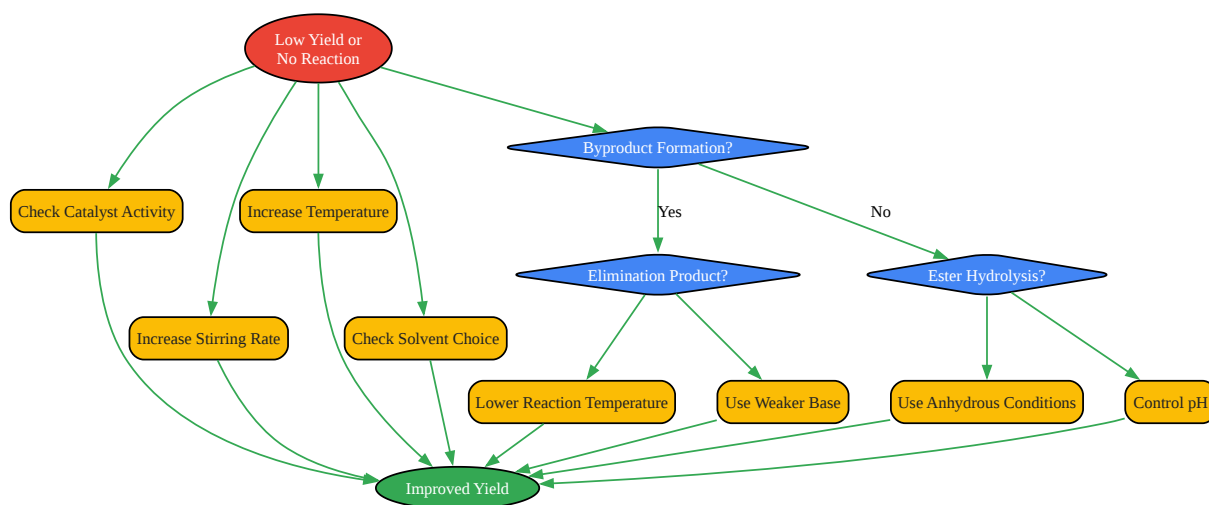 Low Yield or
No Reaction
Byproduct Formation?
Check Catalyst Activity
Increase Temperature
Yes
No
Elimination Product?
Ester Hydrolysis?
Increase Stirring Rate
Check Solvent Choice
Lower Reaction Temperature
Use Weaker Base
Use Anhydrous Conditions
Control pH
Improved Yield